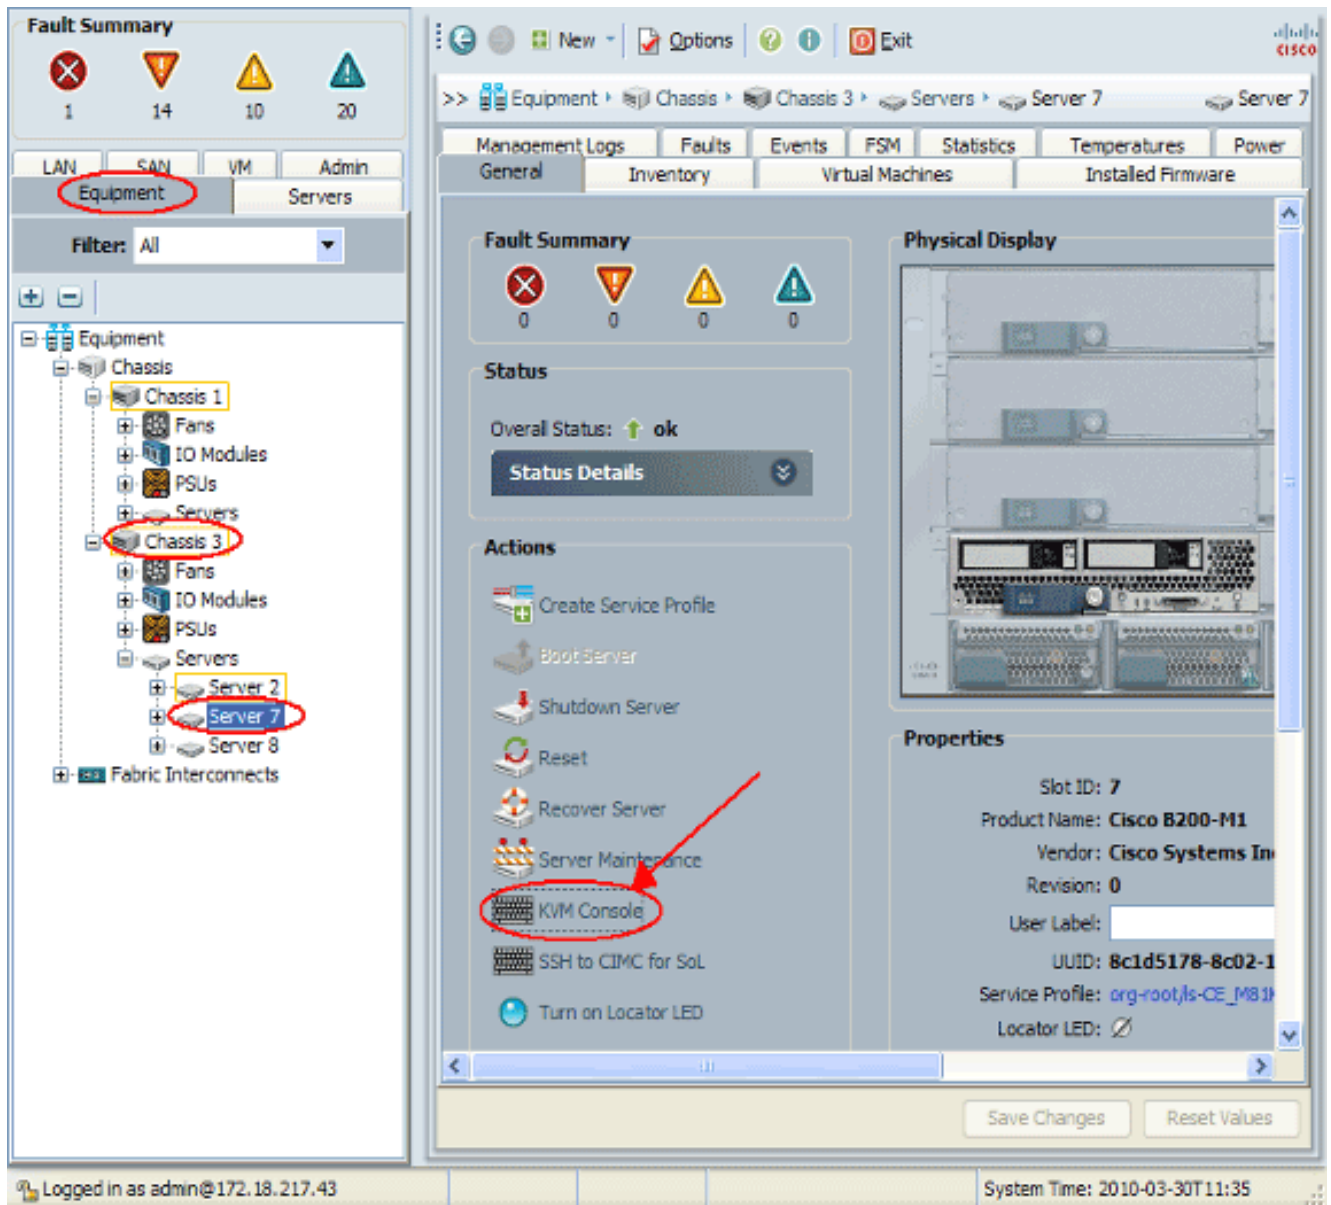 Fault Summary
1 14 10 20
LAN SAN VM Admin
Equipment Servers
Filter: All
Equipment
Chassis
Chassis 1
Fans
IO Modules
PSUs
Servers
Chassis 3
Fans
IO Modules
PSUs
Servers
Server 2
Server 7
Server 8
Fabric Interconnects
New Options Exit
CISCO
>> Equipment Chassis Chassis 3 Servers Server 7 Server 7
Management Logs Faults Events FSM Statistics Temperatures Power
General Inventory Virtual Machines Installed Firmware
Fault Summary
0 0 0 0
Status
Overall Status: ok
Status Details
Actions
Create Service Profile
Boot Server
Shutdown Server
Reset
Recover Server
Server Maintenance
KVM Console
SSH to CIMC for SoL
Turn on Locator LED
Physical Display
Properties
Slot ID: 7
Product Name: Cisco B200-M1
Vendor: Cisco Systems In
Revision: 0
User Label:
UUID: 8c1d5178-8c02-1
Service Profile: org-root/ls-CE_M81
Locator LED:
Save Changes Reset Values
Logged in as admin@172.18.217.43
System Time: 2010-03-30T11:35